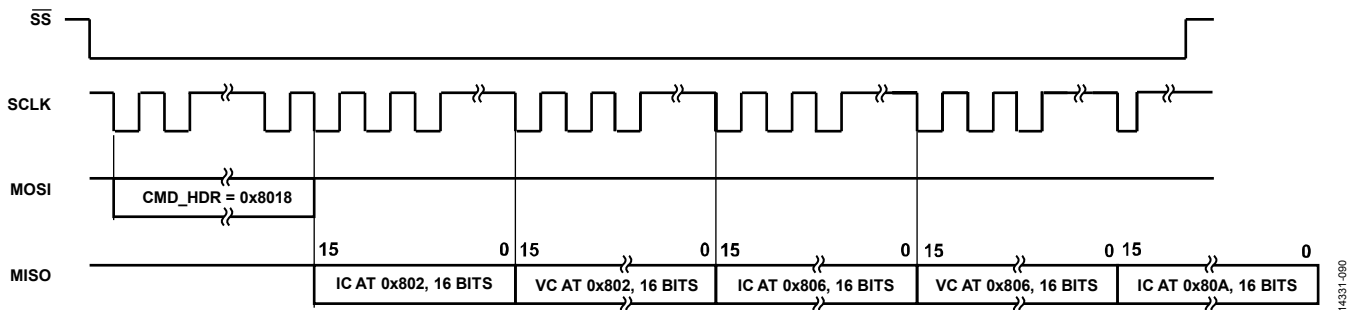 SS
SCLK
MOSI
CMD_HDR = 0x8018
15 0 15 0 15 0 15 0 15 0
MISO
IC AT 0x802, 16 BITS VC AT 0x802, 16 BITS IC AT 0x806, 16 BITS VC AT 0x806, 16 BITS IC AT 0x80A, 16 BITS
14331-090